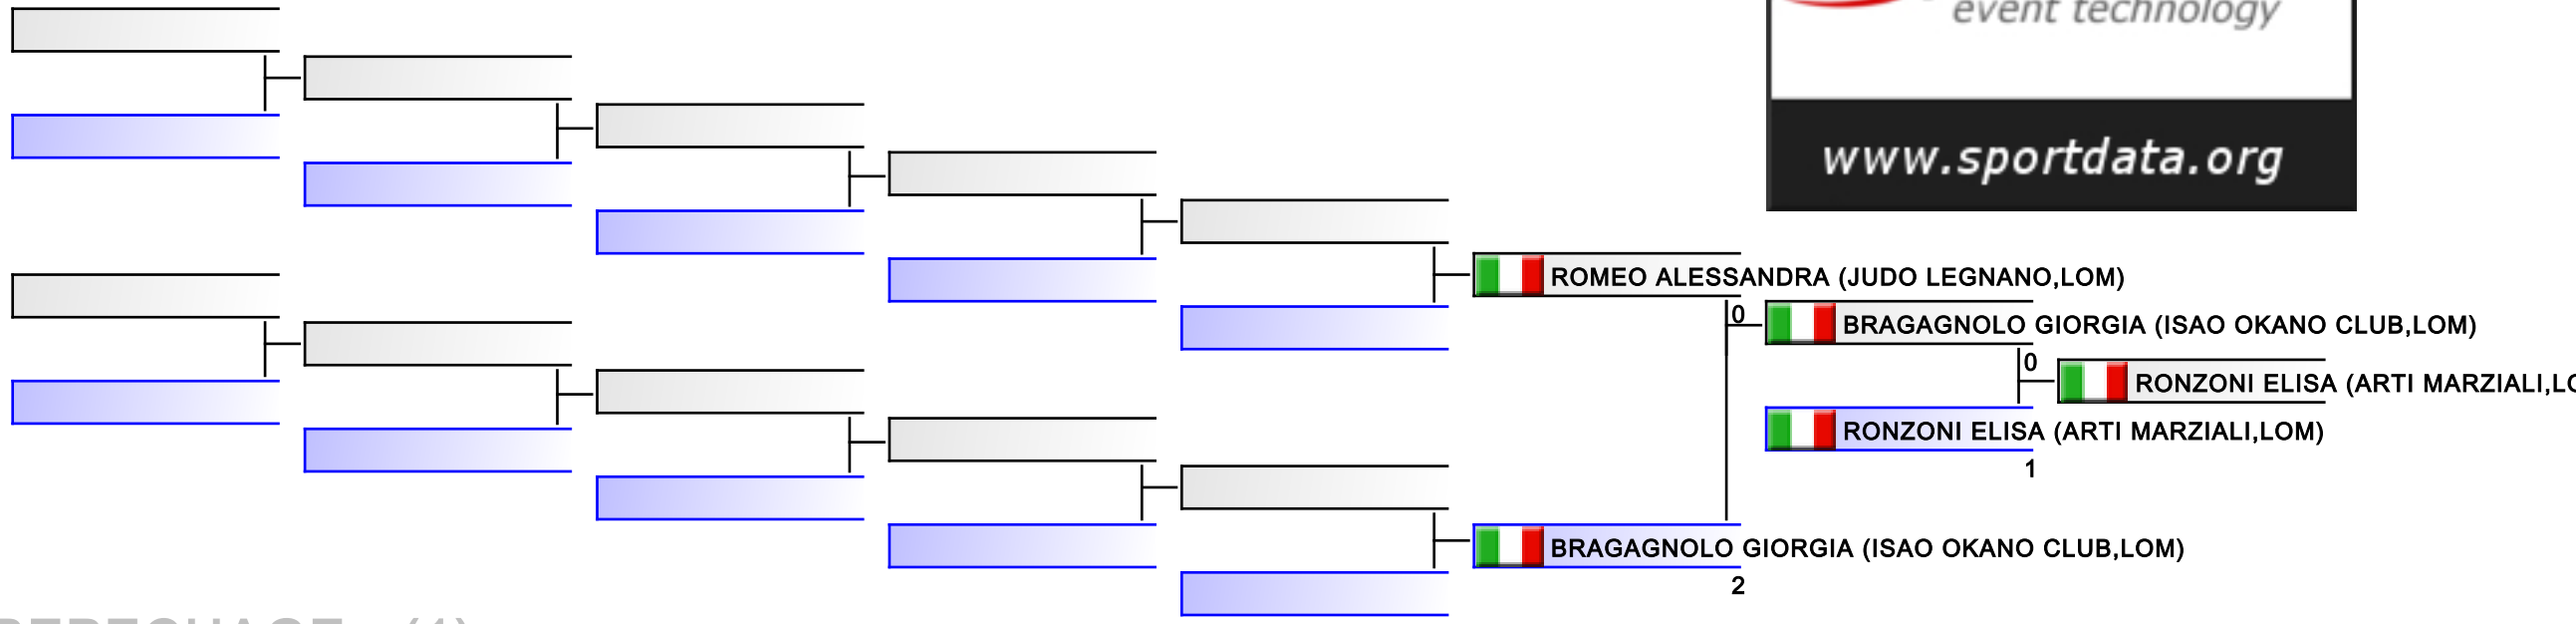 event technology
www.sportdata.org
ROMEO ALESSANDRA (JUDO LEGNANO,LOM)
0
BRAGAGNOLO GIORGIA (ISAO OKANO CLUB,LOM)
0
RONZONI ELISA (ARTI MARZIALI,LO
RONZONI ELISA (ARTI MARZIALI,LOM)
1
BRAGAGNOLO GIORGIA (ISAO OKANO CLUB,LOM)
2